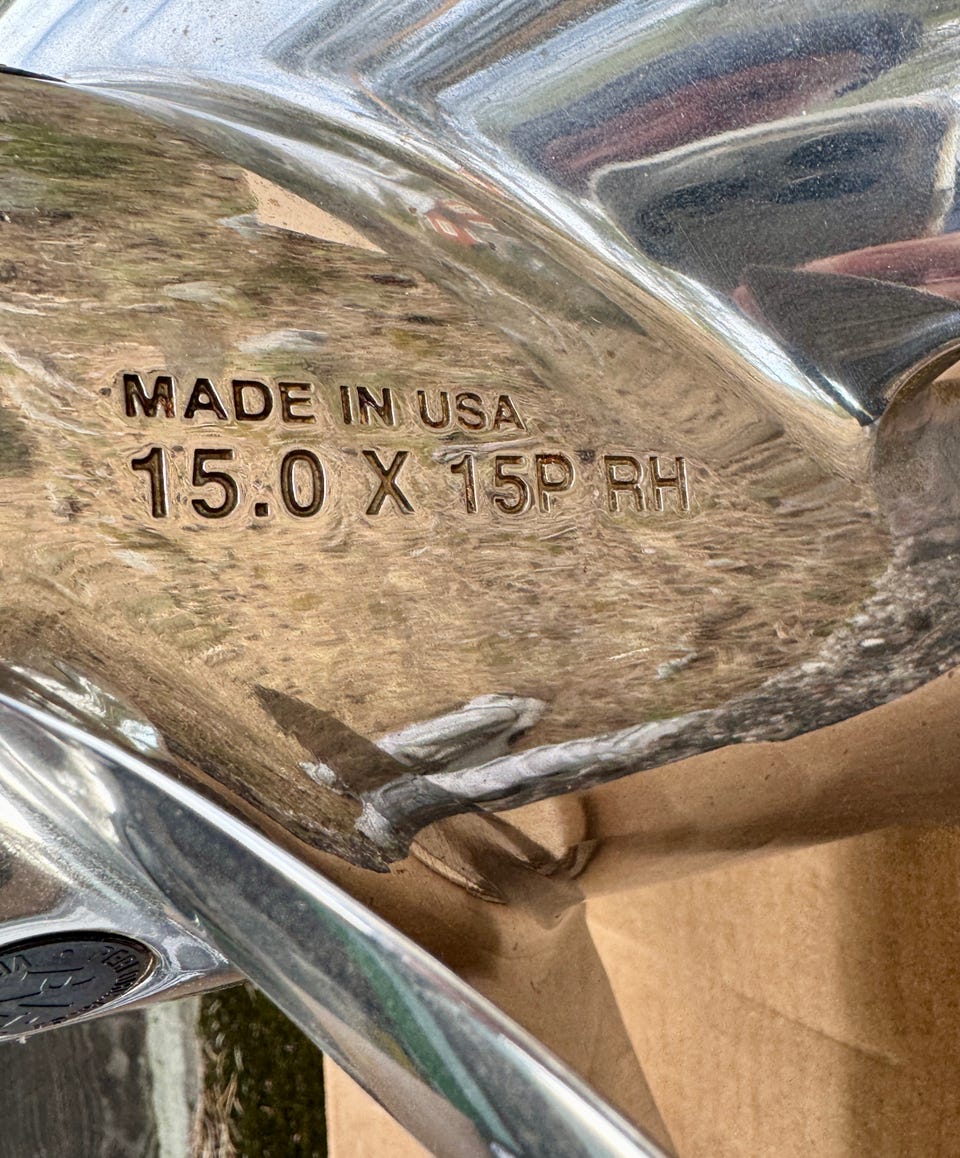 MADE IN USA
15.0 X 15P RH